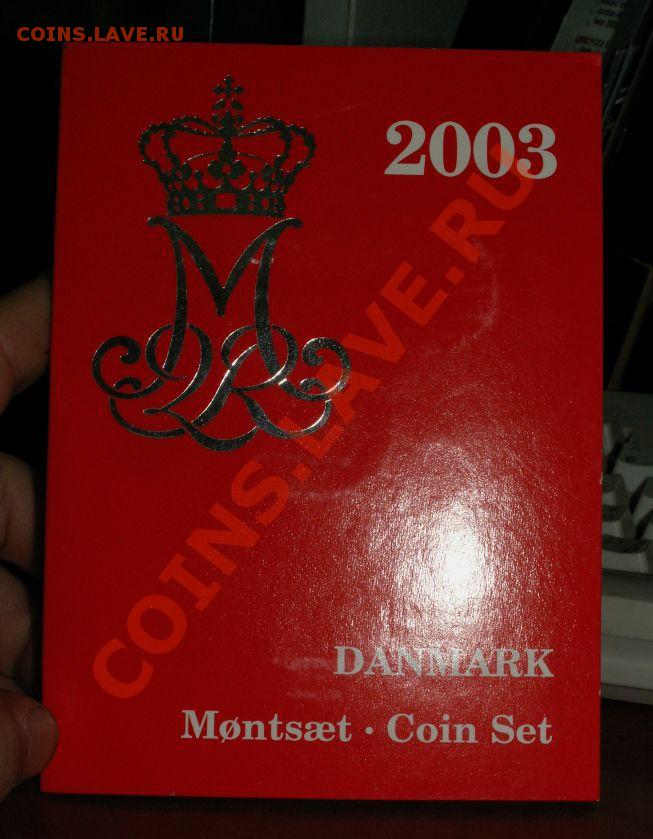 COINS.LAVE.RU
2003
COINS.LAVE.RU
DANMARK
Møntsæt · Coin Set